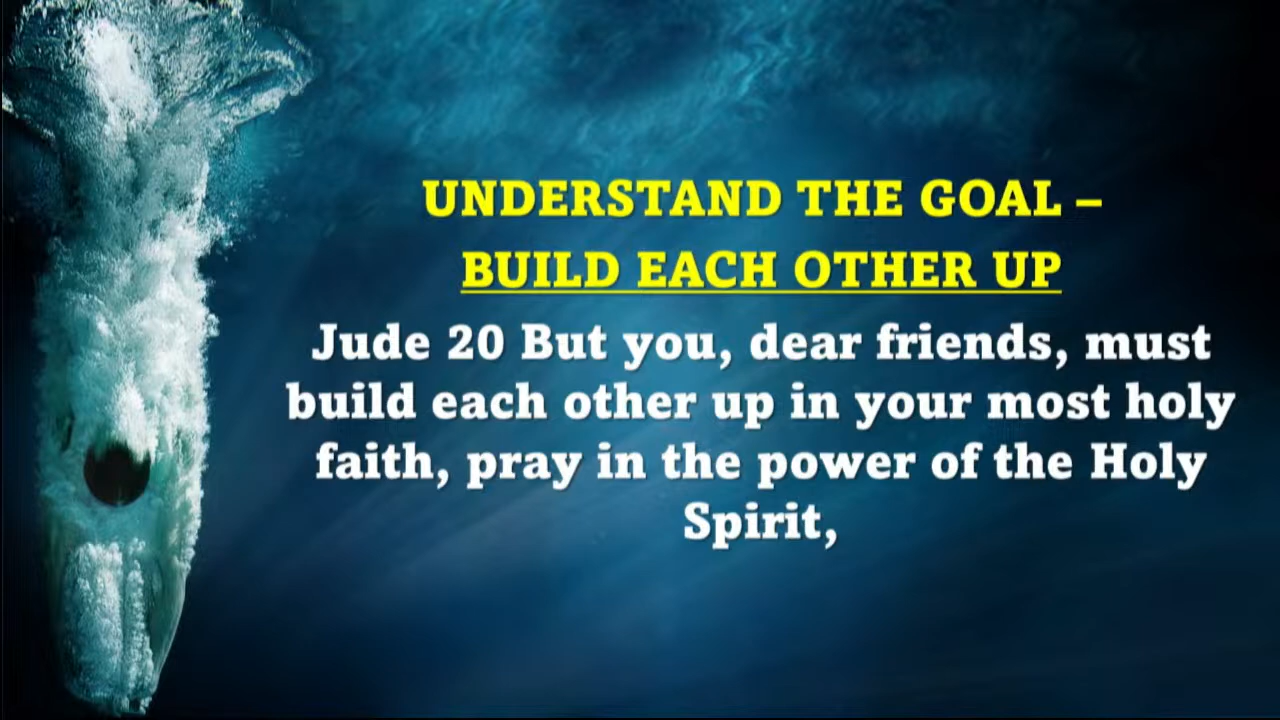 UNDERSTAND THE GOAL –
BUILD EACH OTHER UP
Jude 20 But you, dear friends, must
build each other up in your most holy
faith, pray in the power of the Holy
Spirit,